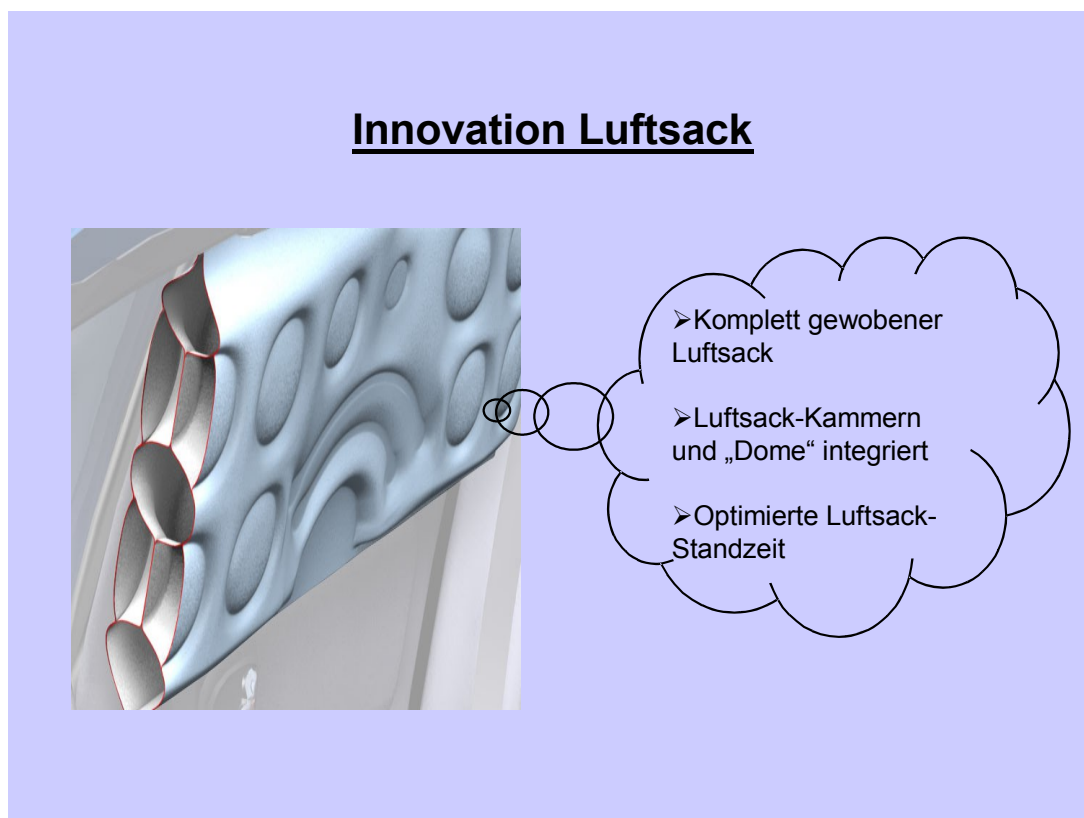 Innovation Luftsack
➢Komplett gewobener
Luftsack
➢Luftsack-Kammern
und „Dome“ integriert
➢Optimierte Luftsack-
Standzeit